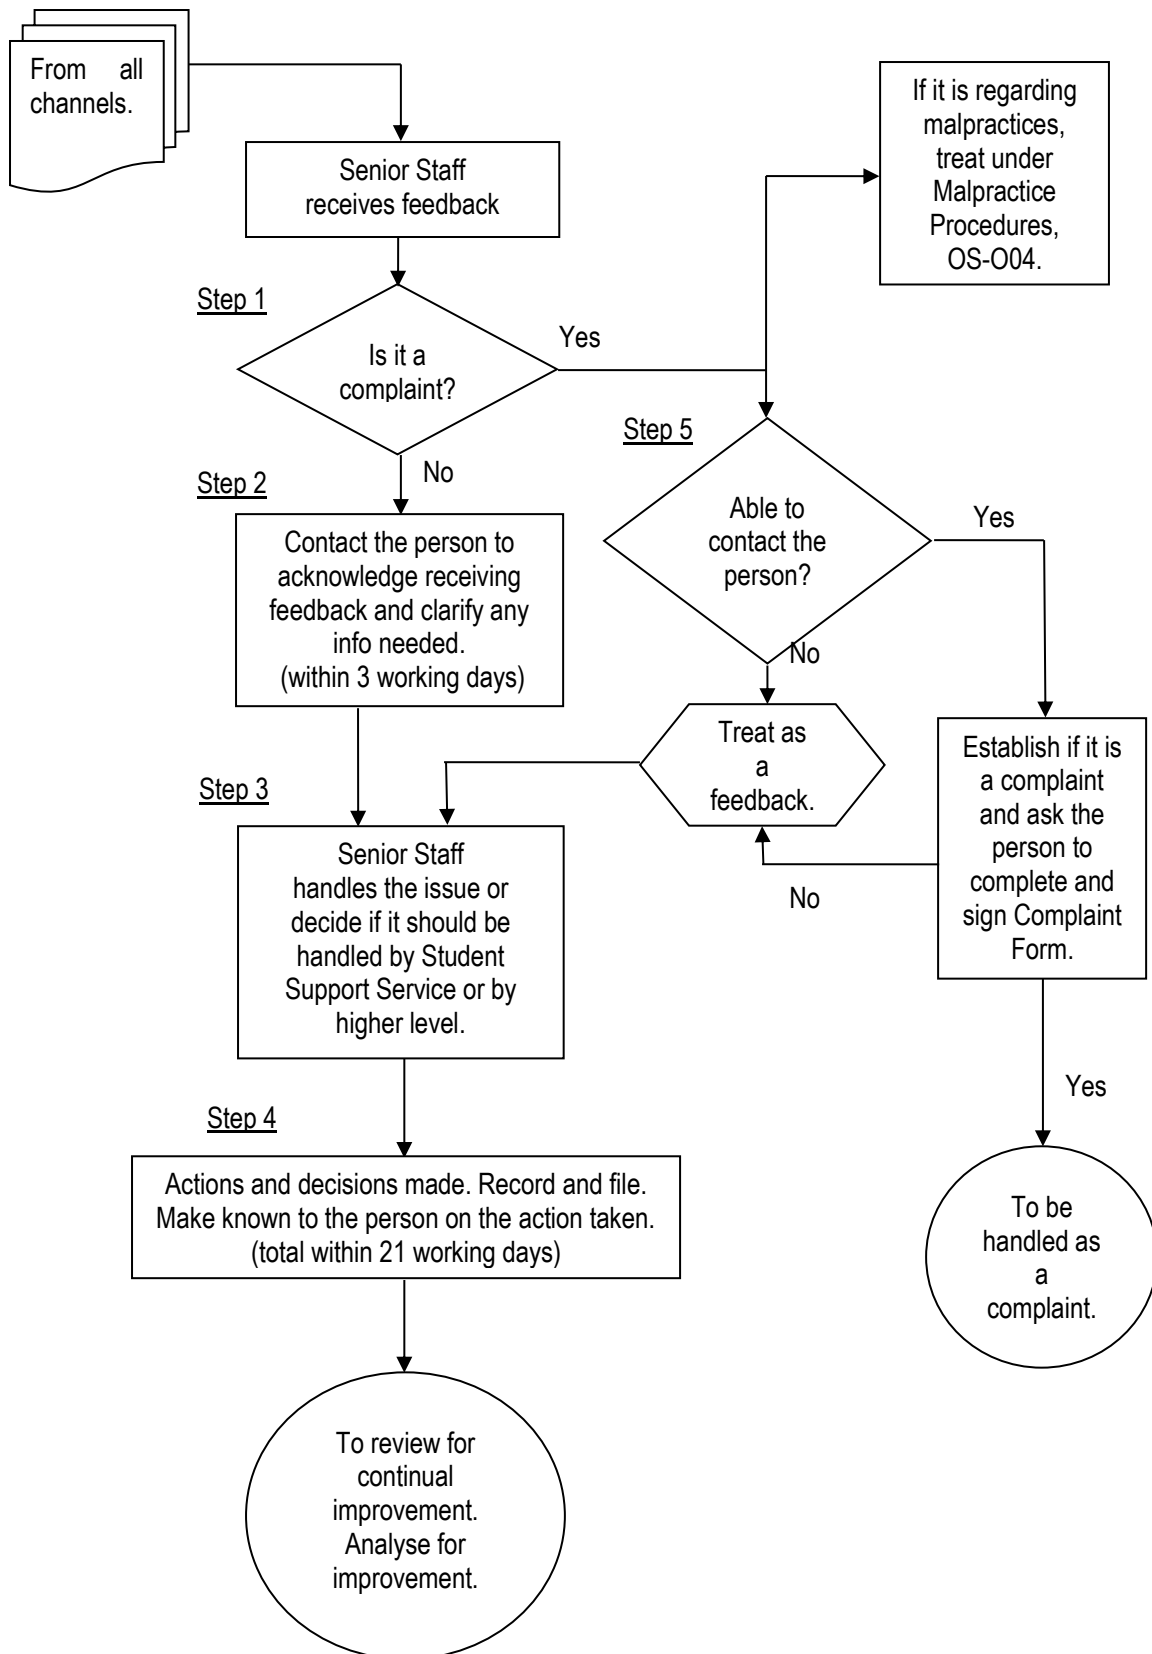 From all
channels.
Senior Staff
receives feedback
If it is regarding
malpractices,
treat under
Malpractice
Procedures,
OS-O04.
Step 1
Is it a
complaint?
Yes
No
Step 2
Contact the person to
acknowledge receiving
feedback and clarify any
info needed.
(within 3 working days)
Step 5
Able to
contact the
person?
Yes
No
Treat as
a
feedback.
Establish if it is
a complaint
and ask the
person to
complete and
sign Complaint
Form.
No
Yes
Step 3
Senior Staff
handles the issue or
decide if it should be
handled by Student
Support Service or by
higher level.
Step 4
Actions and decisions made. Record and file.
Make known to the person on the action taken.
(total within 21 working days)
To be
handled as
a
complaint.
To review for
continual
improvement.
Analyse for
improvement.